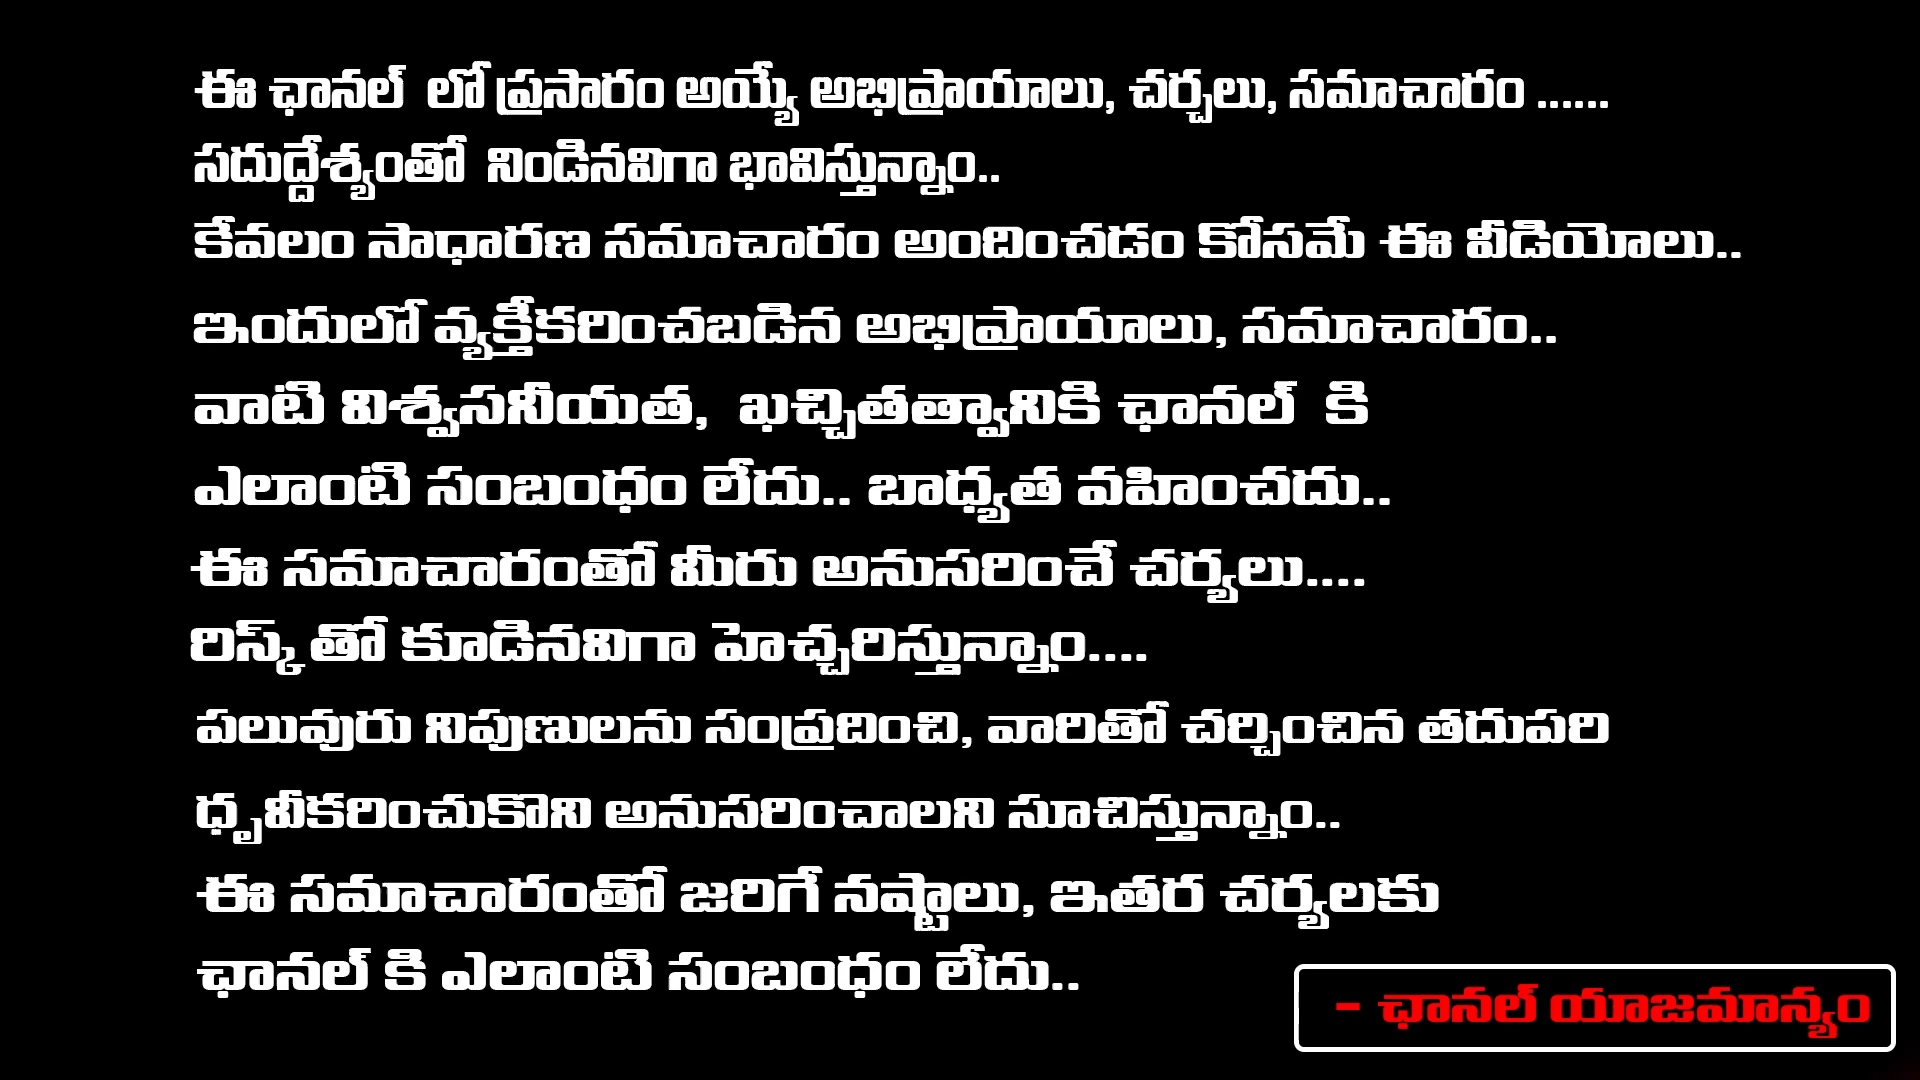 ఈ ఛానల్ లో ప్రసారం అయ్యే అభిప్రాయాలు, చర్చలు, సమాచారం ......
సదుద్దేశ్యంతో నిండినవిగా భావిస్తున్నాం..
కేవలం సాధారణ సమాచారం అందించడం కోసమే ఈ వీడియోలు..
ఇందులో వ్యక్తీకరించబడిన అభిప్రాయాలు, సమాచారం..
వాటి విశ్వసనీయత, ఖచ్చితత్వానికి ఛానల్ కి
ఎలాంటి సంబంధం లేదు.. బాధ్యత వహించదు..
ఈ సమాచారంతో మీరు అనుసరించే చర్యలు....
రిస్క్ తో కూడినవిగా హెచ్చరిస్తున్నాం....
పలువురు నిపుణులను సంప్రదించి, వారితో చర్చించిన తదుపరి
ధృవీకరించుకొని అనుసరించాలని సూచిస్తున్నాం..
ఈ సమాచారంతో జరిగే నష్టాలు, ఇతర చర్యలకు
ఛానల్ కి ఎలాంటి సంబంధం లేదు..
- ఛానల్ యాజమాన్యం